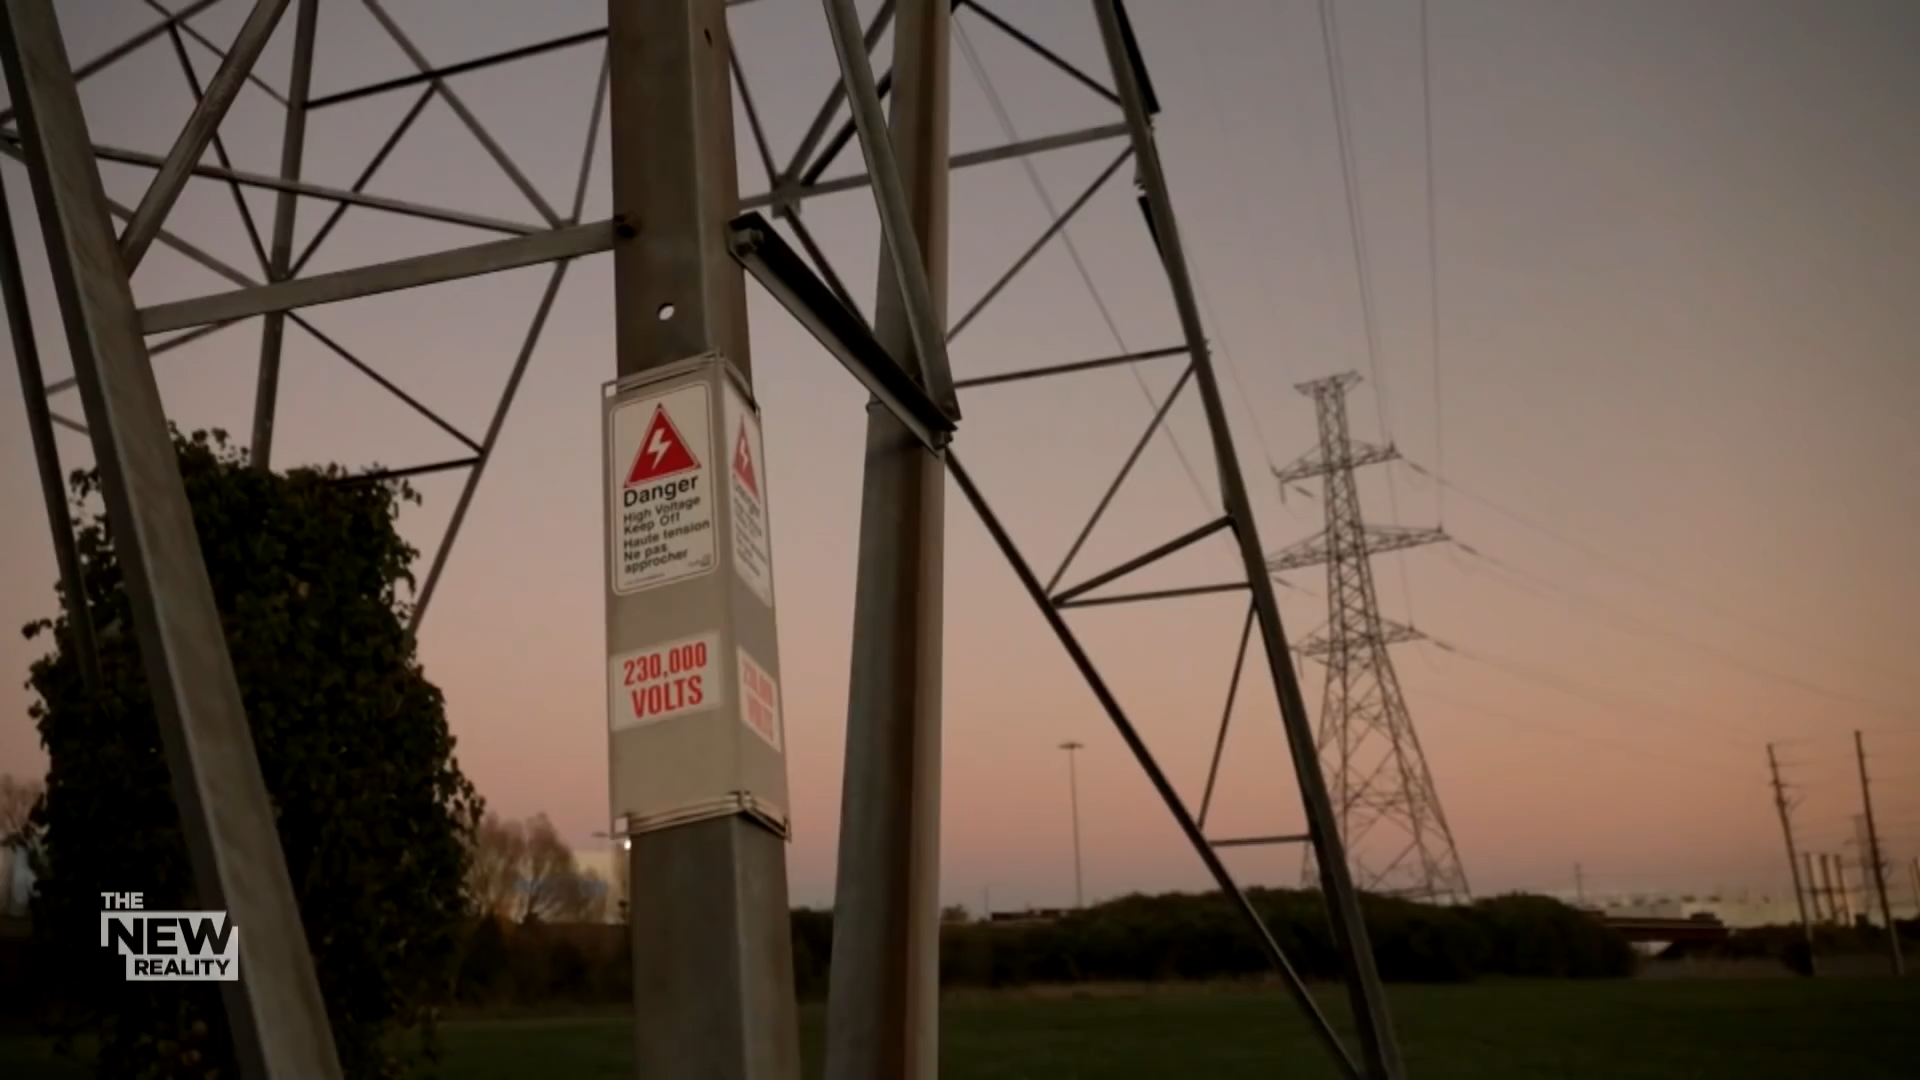 Danger
High Voltage
Keep Off
Haute tension
Ne pas
approcher
230,000
VOLTS
THE
NEW
REALITY